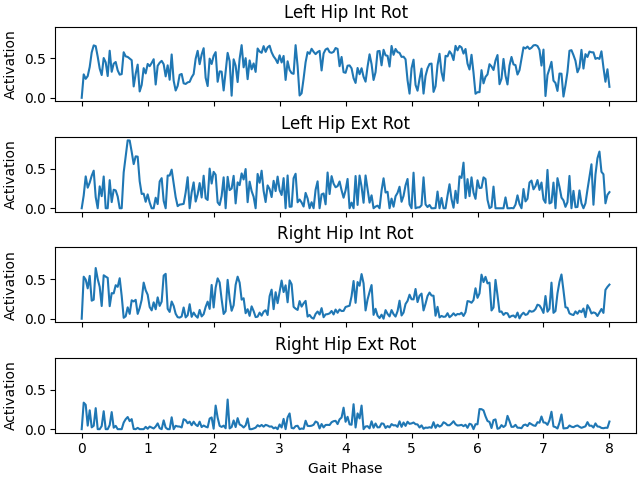 Left Hip Int Rot
Activation
0.5
0.0
Left Hip Ext Rot
Activation
0.5
0.0
Right Hip Int Rot
Activation
0.5
0.0
Right Hip Ext Rot
Activation
0.5
0.0
0 1 2 3 4 5 6 7 8
Gait Phase